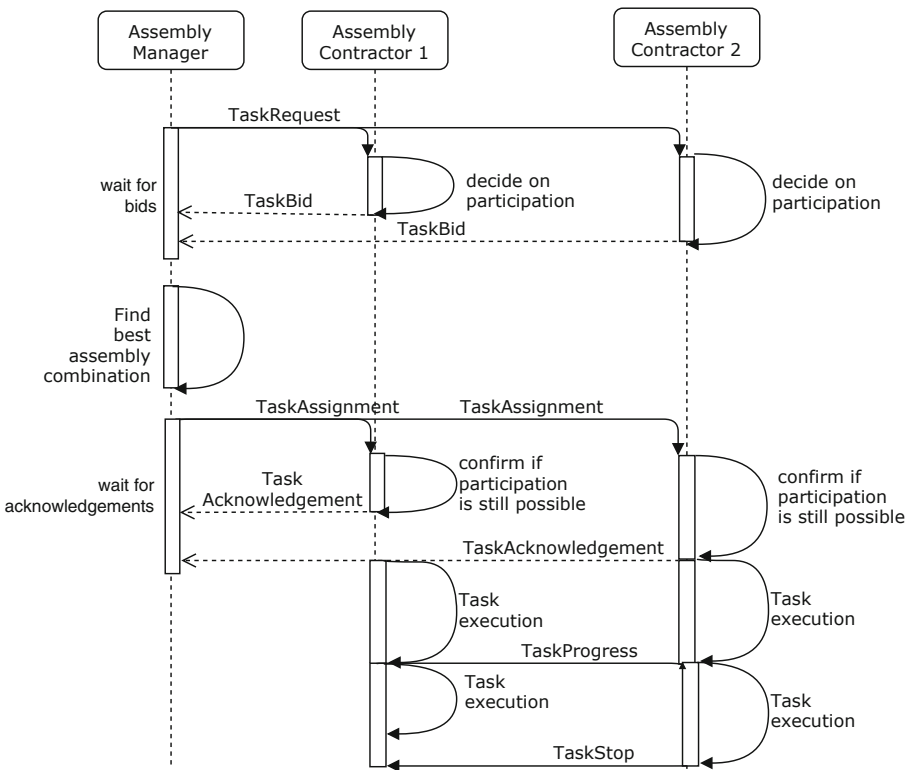 Assembly
Manager
Assembly
Contractor 1
Assembly
Contractor 2
TaskRequest
wait for
bids
decide on
participation
decide on
participation
TaskBid
TaskBid
Find
best
assembly
combination
TaskAssignment
TaskAssignment
wait for
acknowledgements
Task
Acknowledgement
confirm if
participation
is still possible
confirm if
participation
is still possible
TaskAcknowledgement
Task
execution
Task
execution
TaskProgress
Task
execution
Task
execution
TaskStop